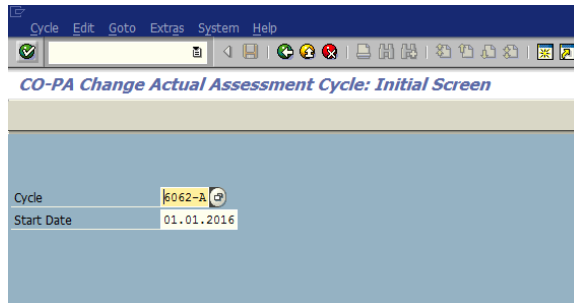 Cycle Edit Goto Extras System Help
CO-PA Change Actual Assessment Cycle: Initial Screen
Cycle 6062-A
Start Date 01.01.2016